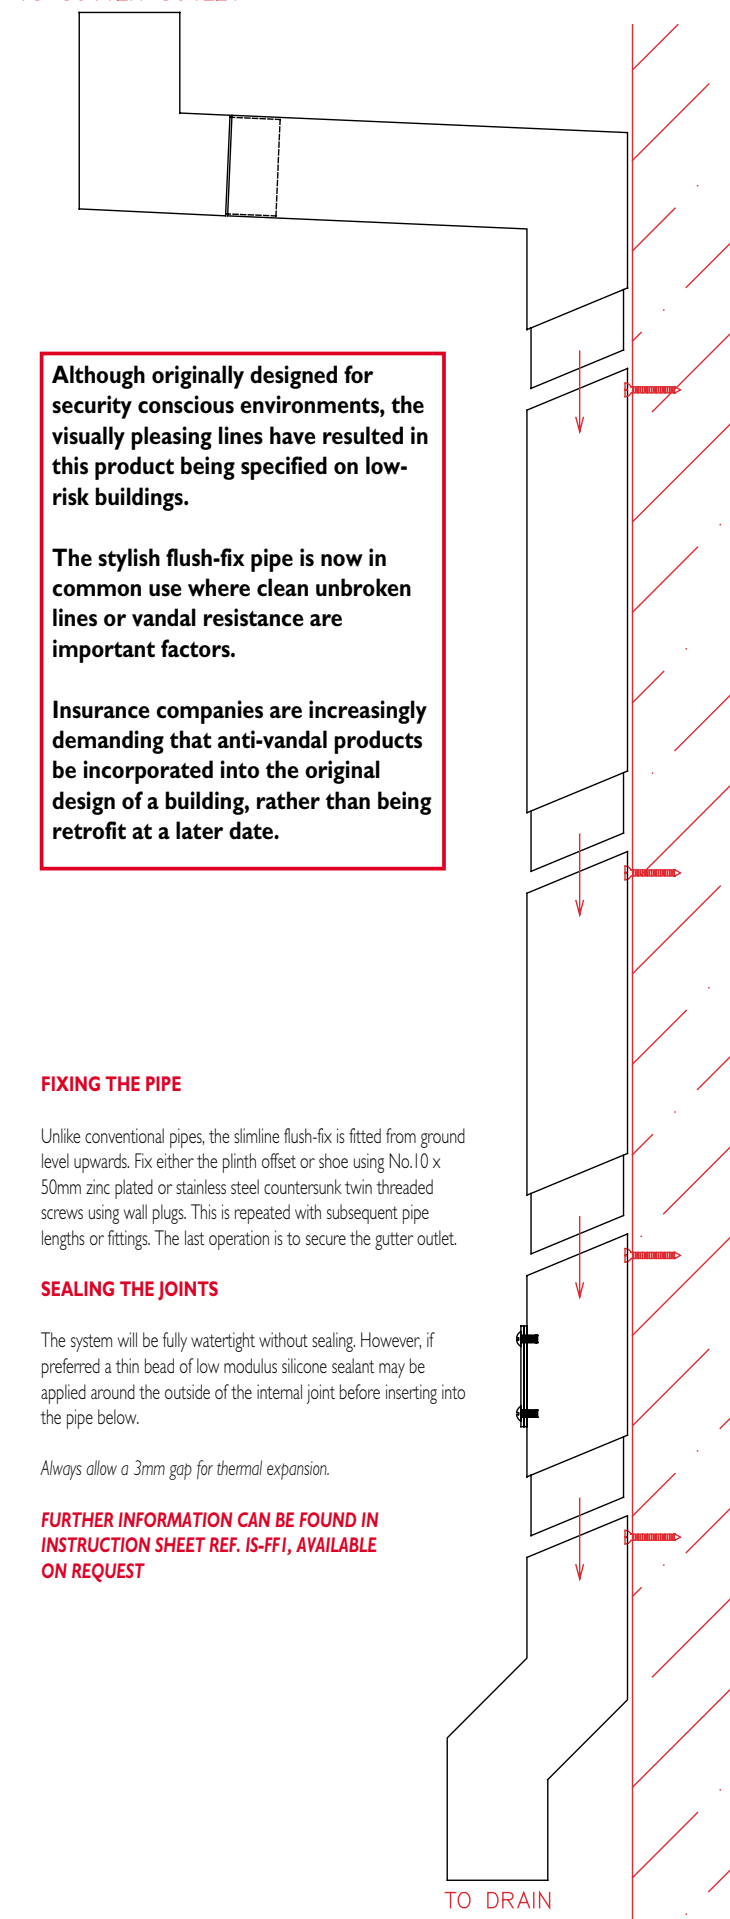 Although originally designed for
security conscious environments, the
visually pleasing lines have resulted in
this product being specified on low-
risk buildings.
The stylish flush-fix pipe is now in
common use where clean unbroken
lines or vandal resistance are
important factors.
Insurance companies are increasingly
demanding that anti-vandal products
be incorporated into the original
design of a building, rather than being
retrofit at a later date.
FIXING THE PIPE
Unlike conventional pipes, the slimline flush-fix is fitted from ground
level upwards. Fix either the plinth offset or shoe using No.10 x
50mm zinc plated or stainless steel countersunk twin threaded
screws using wall plugs. This is repeated with subsequent pipe
lengths or fittings. The last operation is to secure the gutter outlet.
SEALING THE JOINTS
The system will be fully watertight without sealing. However, if
preferred a thin bead of low modulus silicone sealant may be
applied around the outside of the internal joint before inserting into
the pipe below.
Always allow a 3mm gap for thermal expansion.
FURTHER INFORMATION CAN BE FOUND IN
INSTRUCTION SHEET REF. IS-FF1, AVAILABLE
ON REQUEST
TO DRAIN